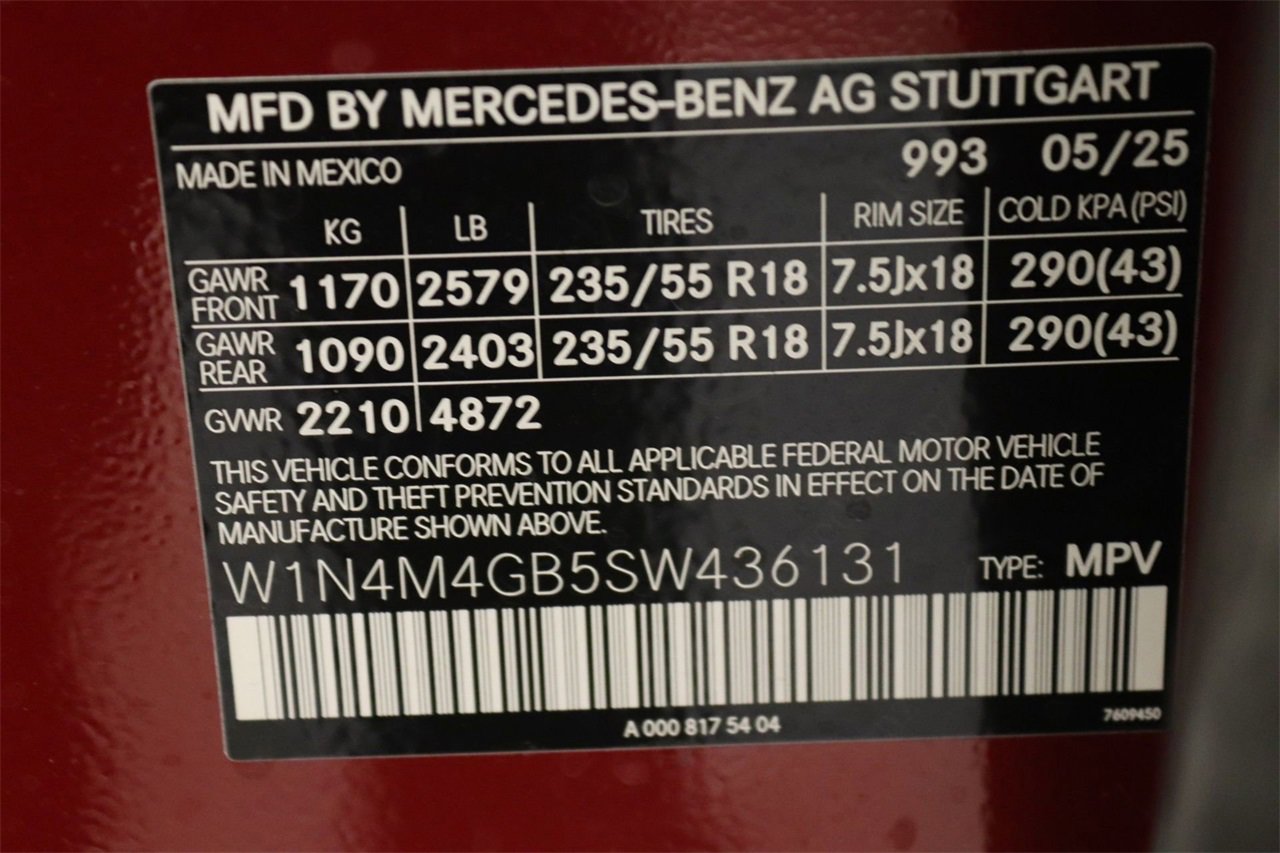 MFD BY MERCEDES-BENZ AG STUTTGART
MADE IN MEXICO 993 05/25
KG LB TIRES RIM SIZE COLD KPA (PSI)
GAWR FRONT 1170 2579 235/55 R18 7.5Jx18 290(43)
GAWR REAR 1090 2403 235/55 R18 7.5Jx18 290(43)
GVWR 2210 4872
THIS VEHICLE CONFORMS TO ALL APPLICABLE FEDERAL MOTOR VEHICLE
SAFETY AND THEFT PREVENTION STANDARDS IN EFFECT ON THE DATE OF
MANUFACTURE SHOWN ABOVE.
W1N4M4GB5SW436131 TYPE: MPV
A 000 817 54 04 7609450